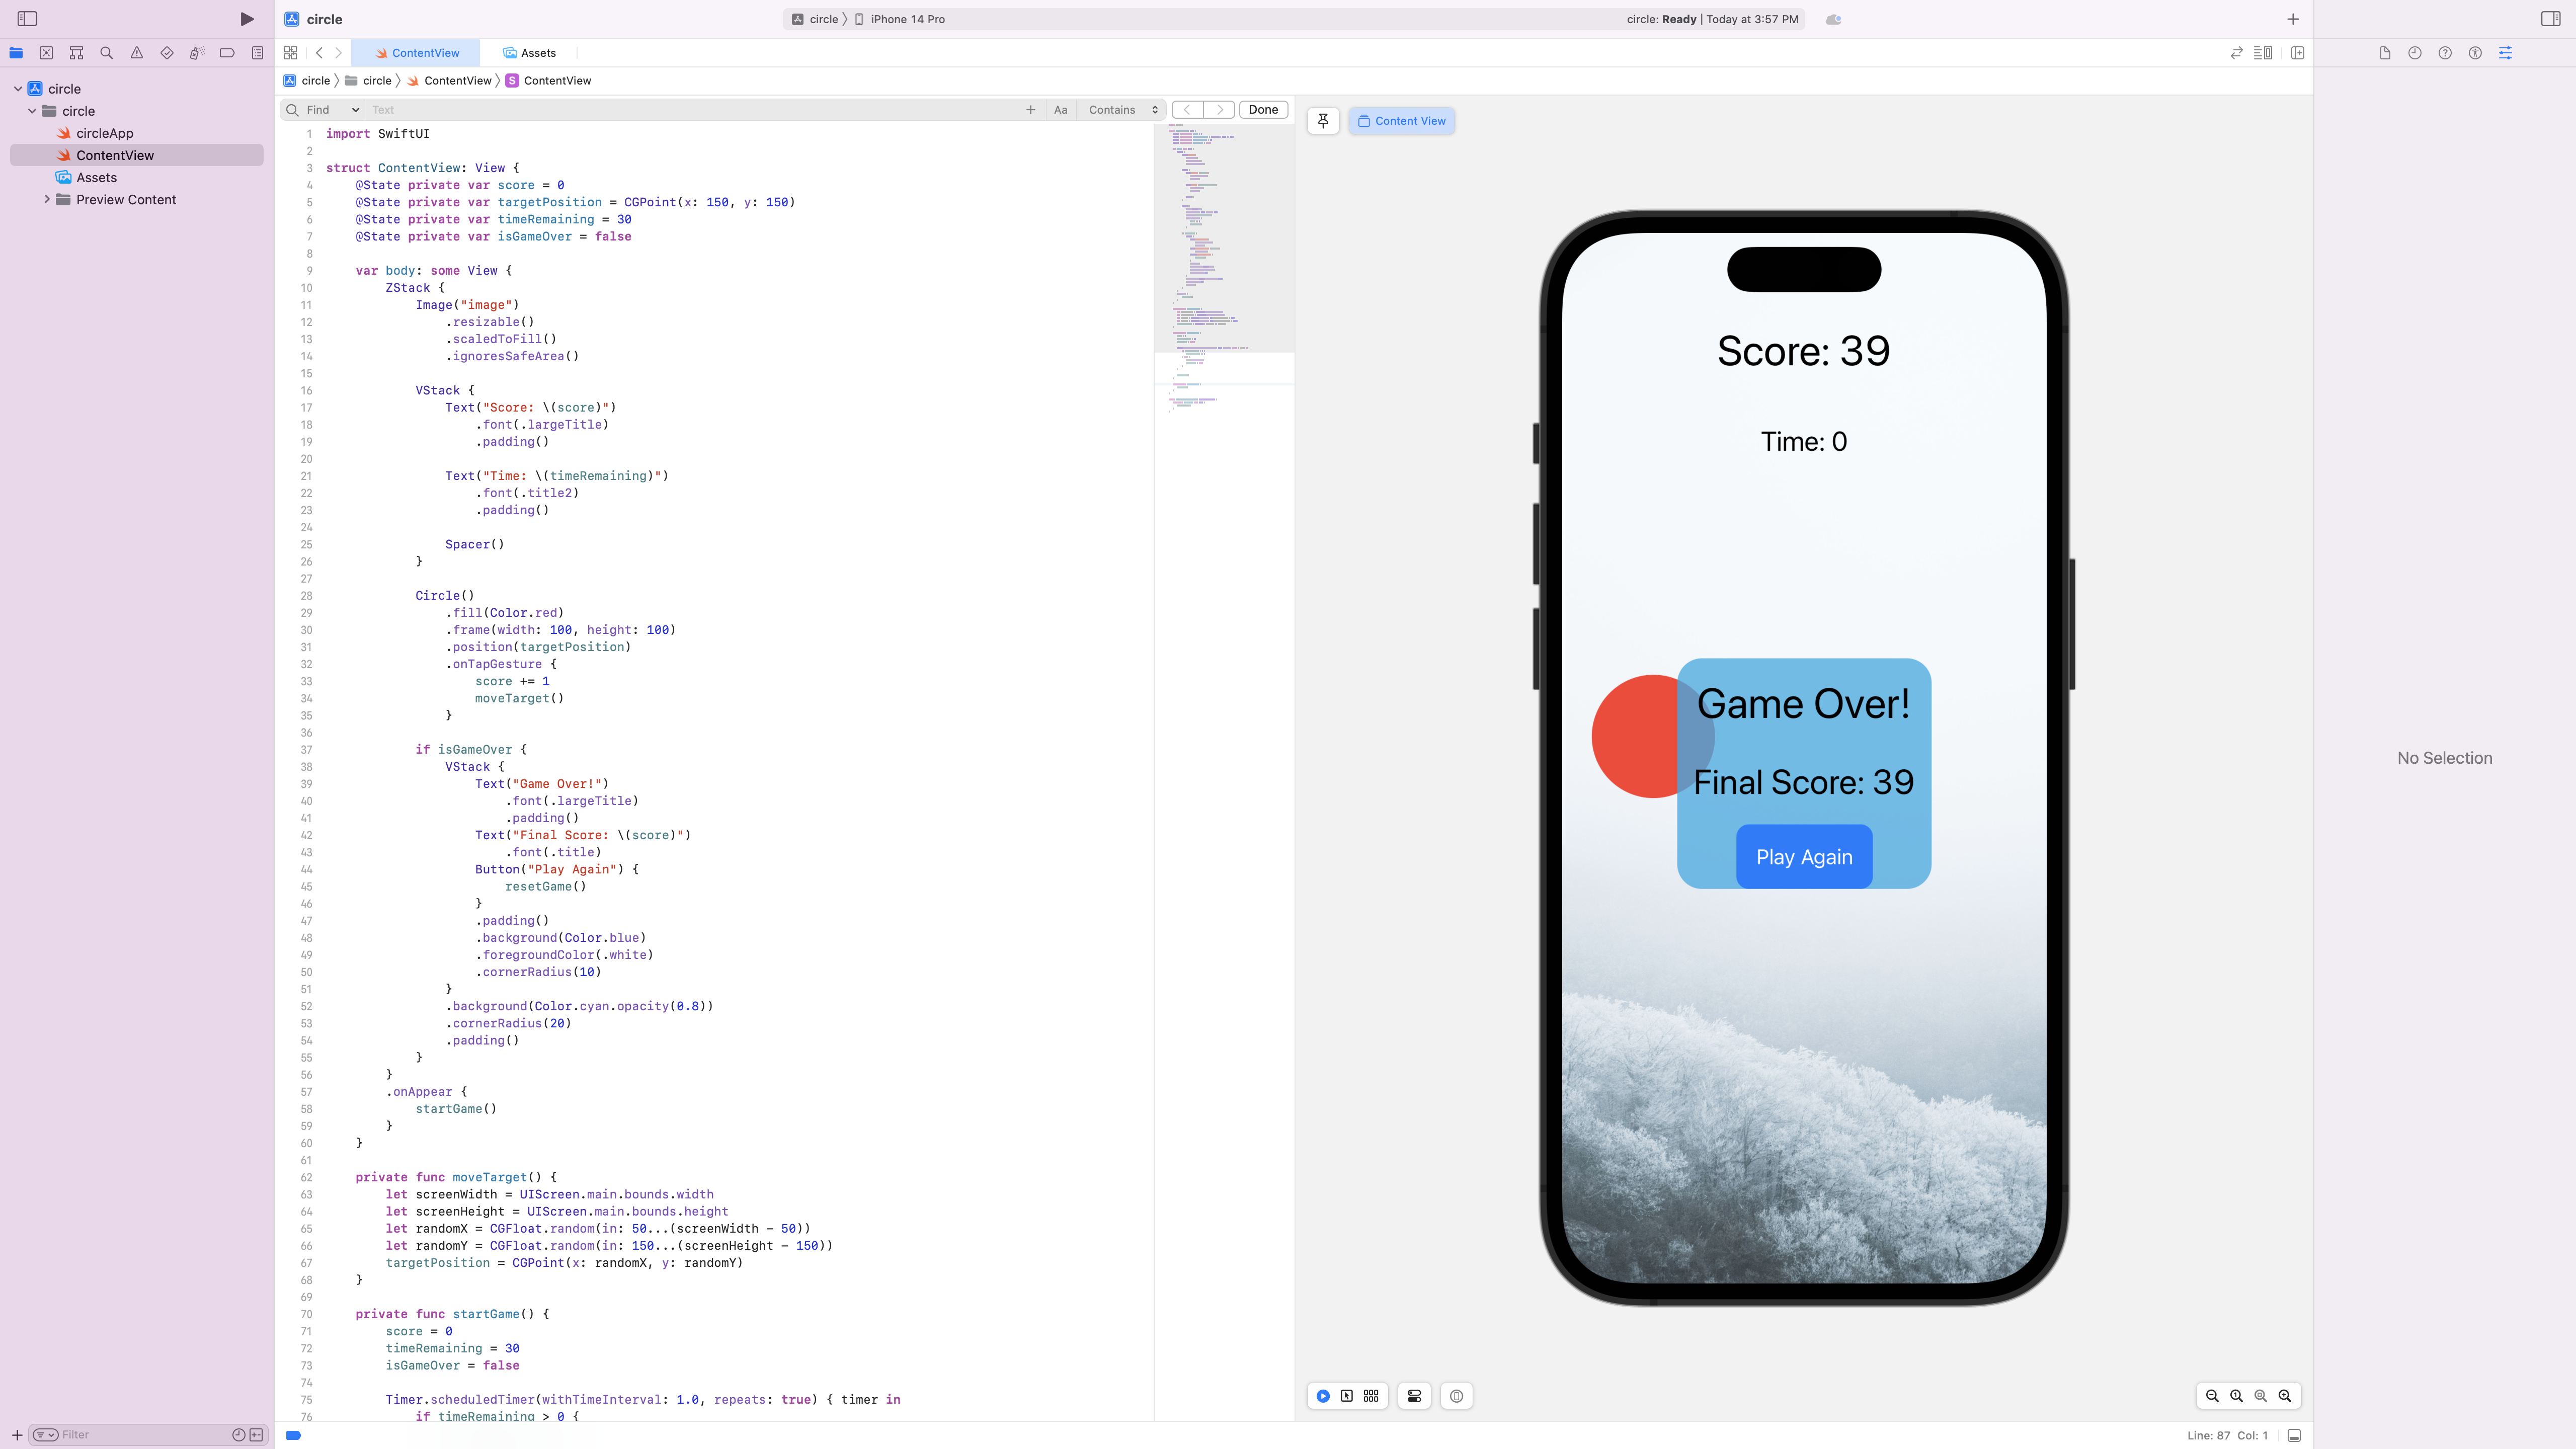 circle
circle
iPhone 14 Pro
circle: Ready | Today at 3:57 PM
ContentView
Assets
circle
circle
ContentView
S
ContentView
circle
circle
circleApp
ContentView
Assets
Preview Content
Filter
Find
Text
Aa
Contains
Done
1 import SwiftUI
2
3 struct ContentView: View {
4 @State private var score = 0
5 @State private var targetPosition = CGPoint(x: 150, y: 150)
6 @State private var timeRemaining = 30
7 @State private var isGameOver = false
8
9 var body: some View {
10 ZStack {
11 Image("image")
12 .resizable()
13 .scaledToFill()
14 .ignoresSafeArea()
15
16 VStack {
17 Text("Score: \(score)")
18 .font(.largeTitle)
19 .padding()
20
21 Text("Time: \(timeRemaining)")
22 .font(.title2)
23 .padding()
24
25 Spacer()
26 }
27
28 Circle()
29 .fill(Color.red)
30 .frame(width: 100, height: 100)
31 .position(targetPosition)
32 .onTapGesture {
33 score += 1
34 moveTarget()
35 }
36
37 if isGameOver {
38 VStack {
39 Text("Game Over!")
40 .font(.largeTitle)
41 .padding()
42 Text("Final Score: \(score)")
43 .font(.title)
44 Button("Play Again") {
45 resetGame()
46 }
47 .padding()
48 .background(Color.blue)
49 .foregroundColor(.white)
50 .cornerRadius(10)
51 }
52 .background(Color.cyan.opacity(0.8))
53 .cornerRadius(20)
54 .padding()
55 }
56 }
57 .onAppear {
58 startGame()
59 }
60 }
61
62 private func moveTarget() {
63 let screenWidth = UIScreen.main.bounds.width
64 let screenHeight = UIScreen.main.bounds.height
65 let randomX = CGFloat.random(in: 50...(screenWidth - 50))
66 let randomY = CGFloat.random(in: 150...(screenHeight - 150))
67 targetPosition = CGPoint(x: randomX, y: randomY)
68 }
69
70 private func startGame() {
71 score = 0
72 timeRemaining = 30
73 isGameOver = false
74
75 Timer.scheduledTimer(withTimeInterval: 1.0, repeats: true) { timer in
76 if timeRemaining > 0 {
Content View
Score: 39
Time: 0
Game Over!
Final Score: 39
Play Again
No Selection
Line: 87 Col: 1